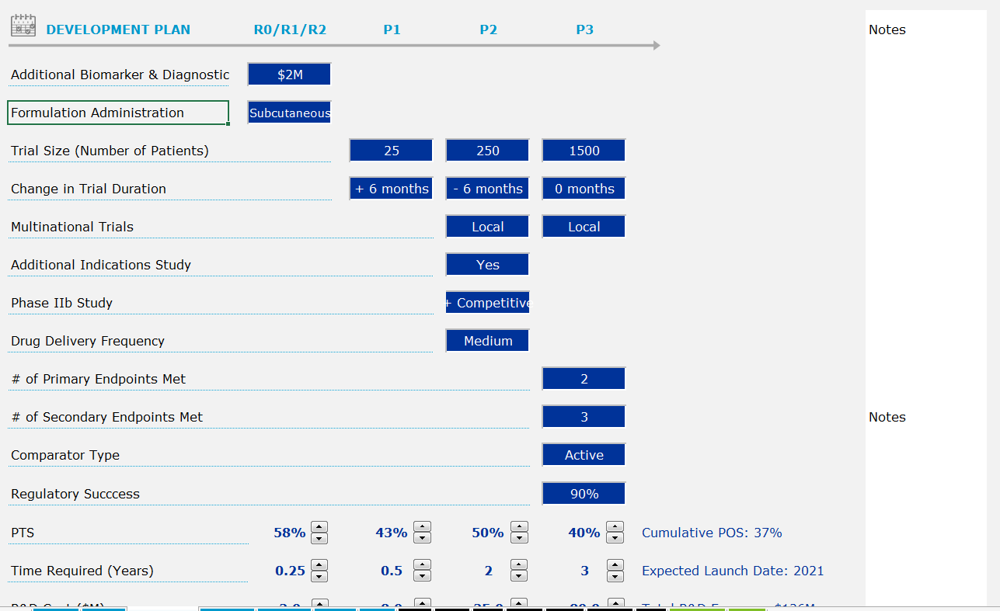 DEVELOPMENT PLAN R0/R1/R2 P1 P2 P3 Notes
Additional Biomarker & Diagnostic $2M
Formulation Administration Subcutaneous
Trial Size (Number of Patients) 25 250 1500
Change in Trial Duration + 6 months - 6 months 0 months
Multinational Trials Local Local
Additional Indications Study Yes
Phase IIb Study + Competitive
Drug Delivery Frequency Medium
# of Primary Endpoints Met 2
# of Secondary Endpoints Met 3 Notes
Comparator Type Active
Regulatory Succcess 90%
PTS 58% 43% 50% 40% Cumulative POS: 37%
Time Required (Years) 0.25 0.5 2 3 Expected Launch Date: 2021